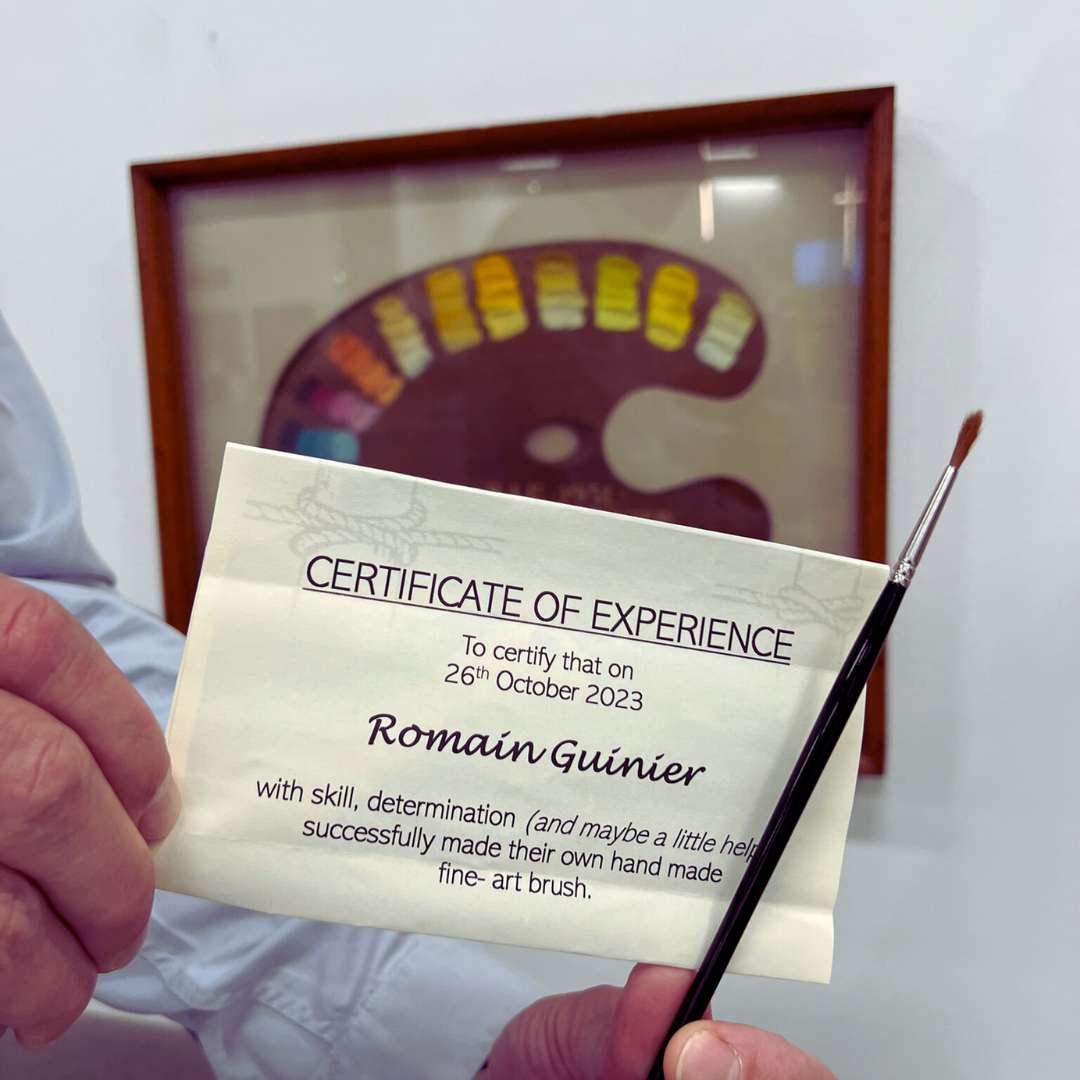 CERTIFICATE OF EXPERIENCE
To certify that on
26th October 2023
Romain Guinier
with skill, determination (and maybe a little help
successfully made their own hand made
fine- art brush.